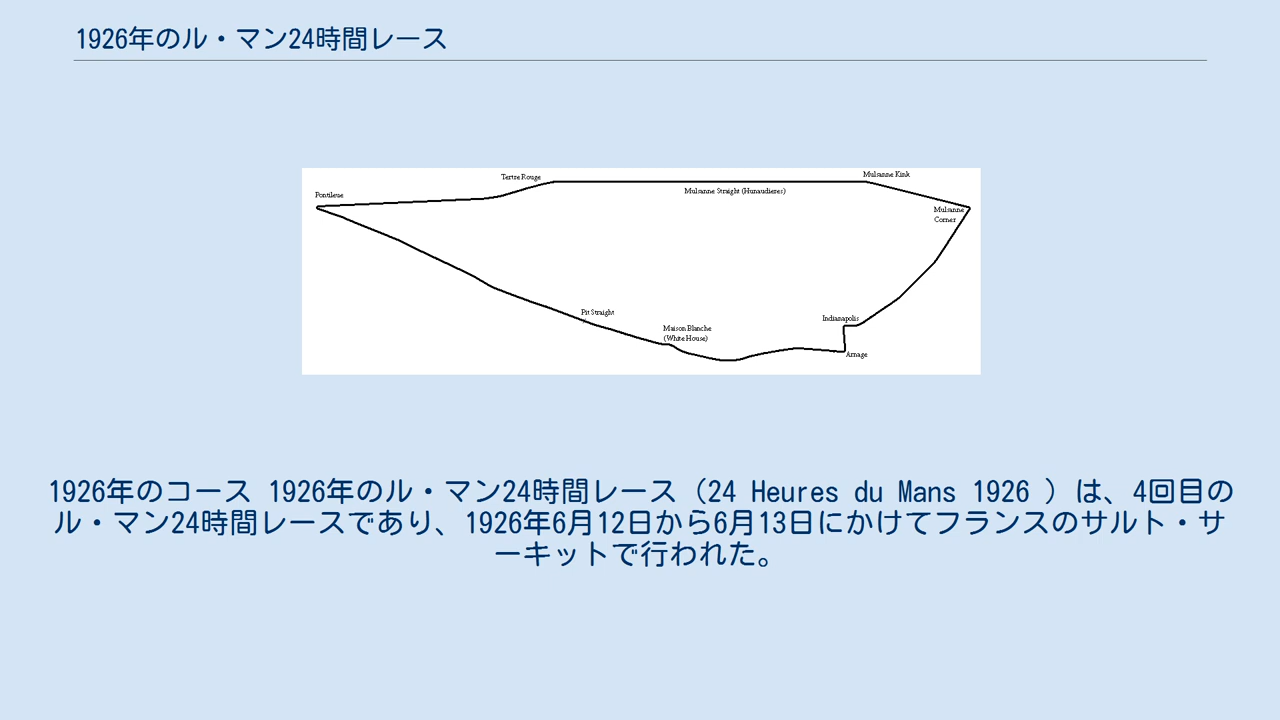 1926年のル・マン24時間レース
Tertre Rouge
Mulsanne Kink
Pontileue
Mulsanne Straight (Hunaudieres)
Mulsanne
Corner
Pit Straight
Indianapolis
Maison Blanche
(White House)
Arnage
1926年のコース 1926年のル・マン24時間レース（24 Heures du Mans 1926 ）は、4回目の
ル・マン24時間レースであり、1926年6月12日から6月13日にかけてフランスのサルト・サ
ーキットで行われた。